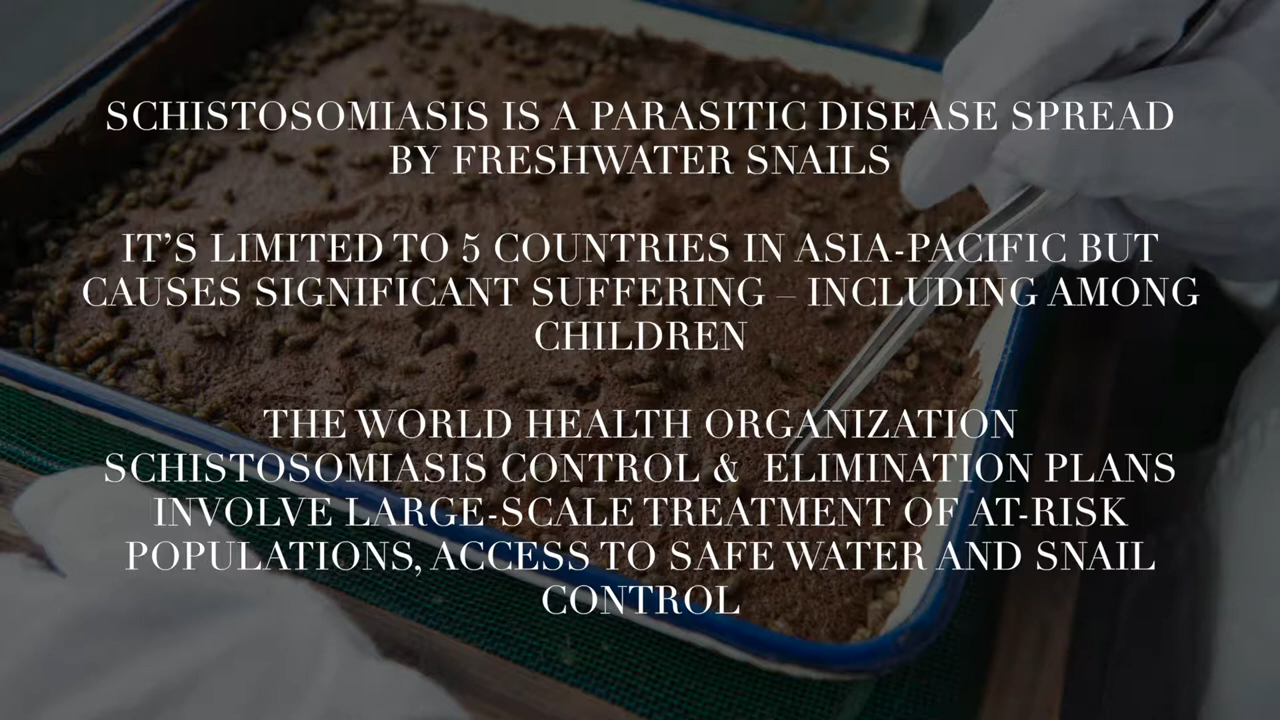 SCHISTOSOMIASIS IS A PARASITIC DISEASE SPREAD
BY FRESHWATER SNAILS
IT’S LIMITED TO 5 COUNTRIES IN ASIA-PACIFIC BUT
CAUSES SIGNIFICANT SUFFERING – INCLUDING AMONG
CHILDREN
THE WORLD HEALTH ORGANIZATION
SCHISTOSOMIASIS CONTROL & ELIMINATION PLANS
INVOLVE LARGE-SCALE TREATMENT OF AT-RISK
POPULATIONS, ACCESS TO SAFE WATER AND SNAIL
CONTROL